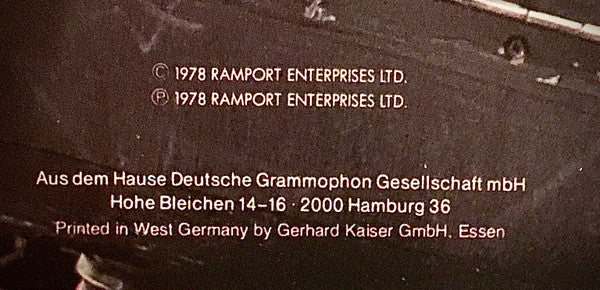 © 1978 RAMPORT ENTERPRISES LTD.
℗ 1978 RAMPORT ENTERPRISES LTD.
Aus dem Hause Deutsche Grammophon Gesellschaft mbH
Hohe Bleichen 14–16 · 2000 Hamburg 36
Printed in West Germany by Gerhard Kaiser GmbH, Essen